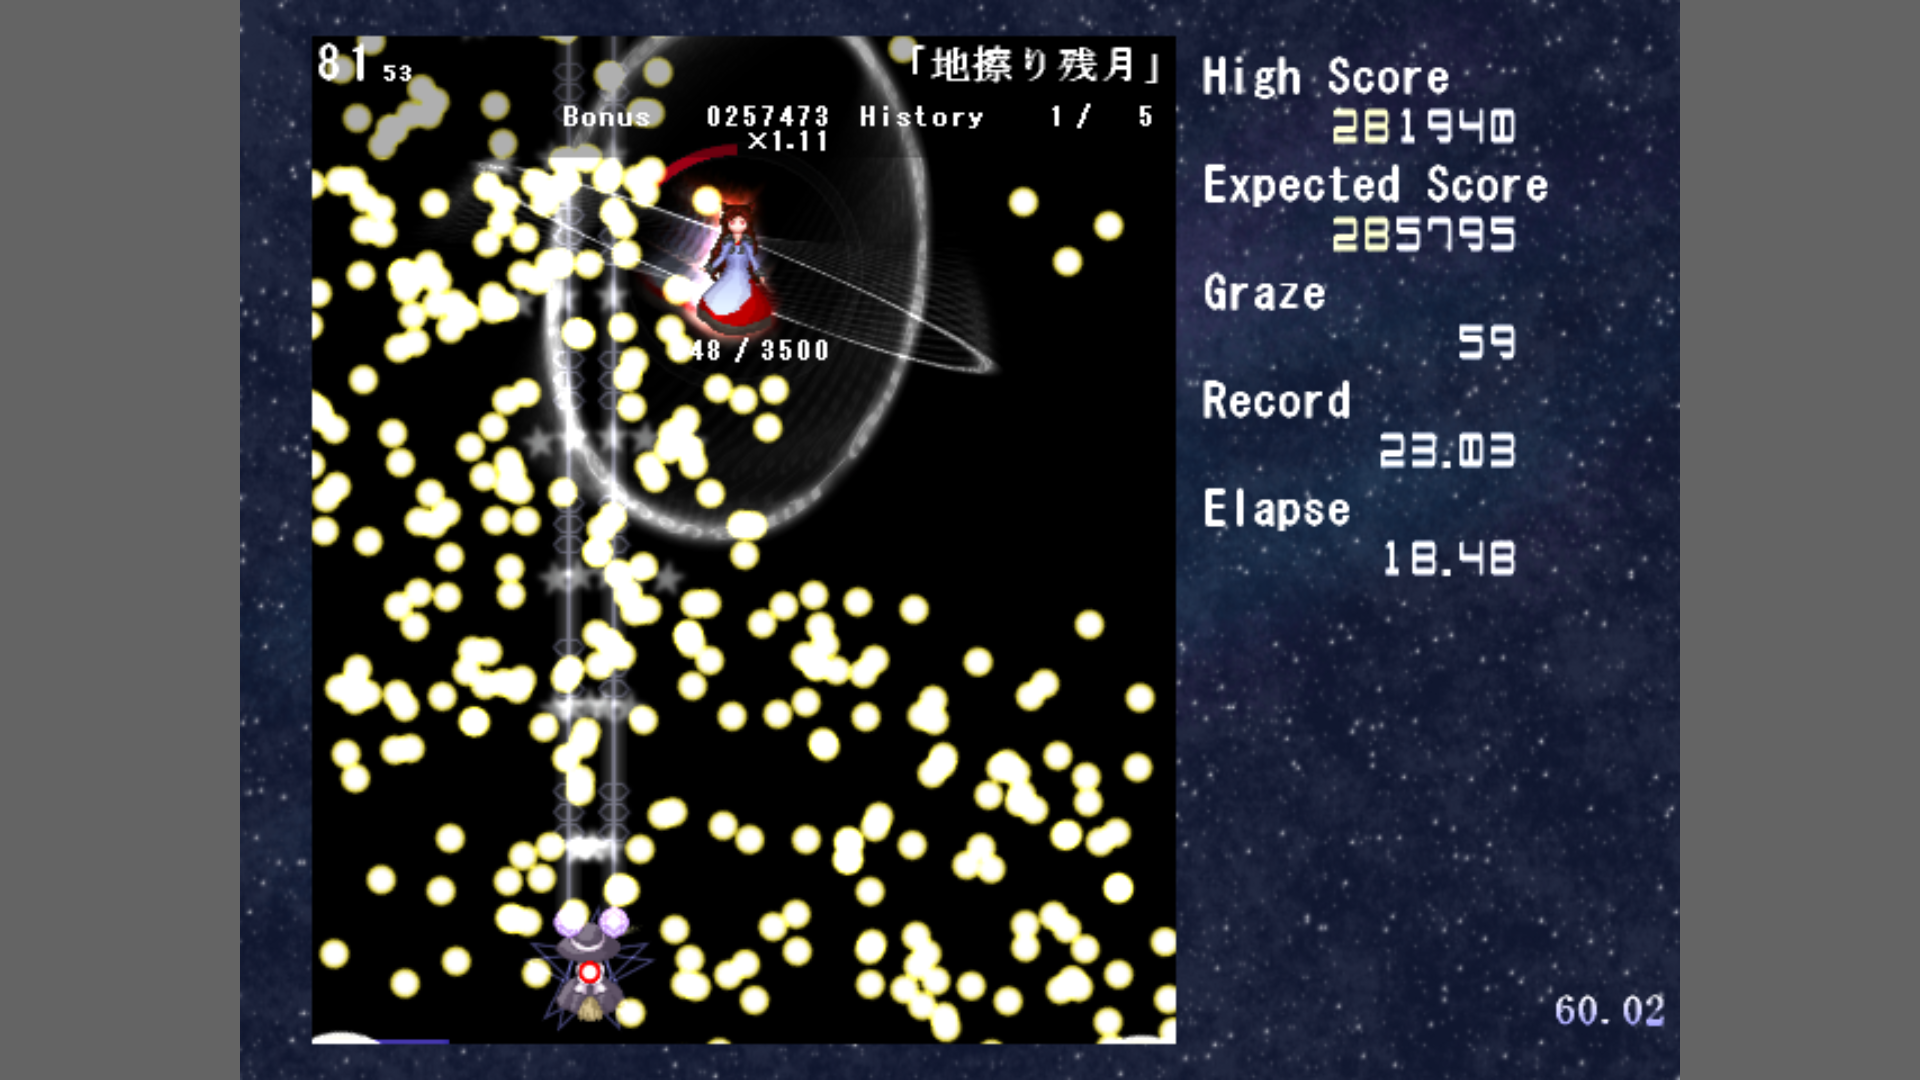 81 53
「地擦り残月」
Bonus 0257473 History 1 / 5
×1.11
48 / 3500
High Score
281940
Expected Score
285795
Graze
59
Record
23.03
Elapse
18.48
60.02